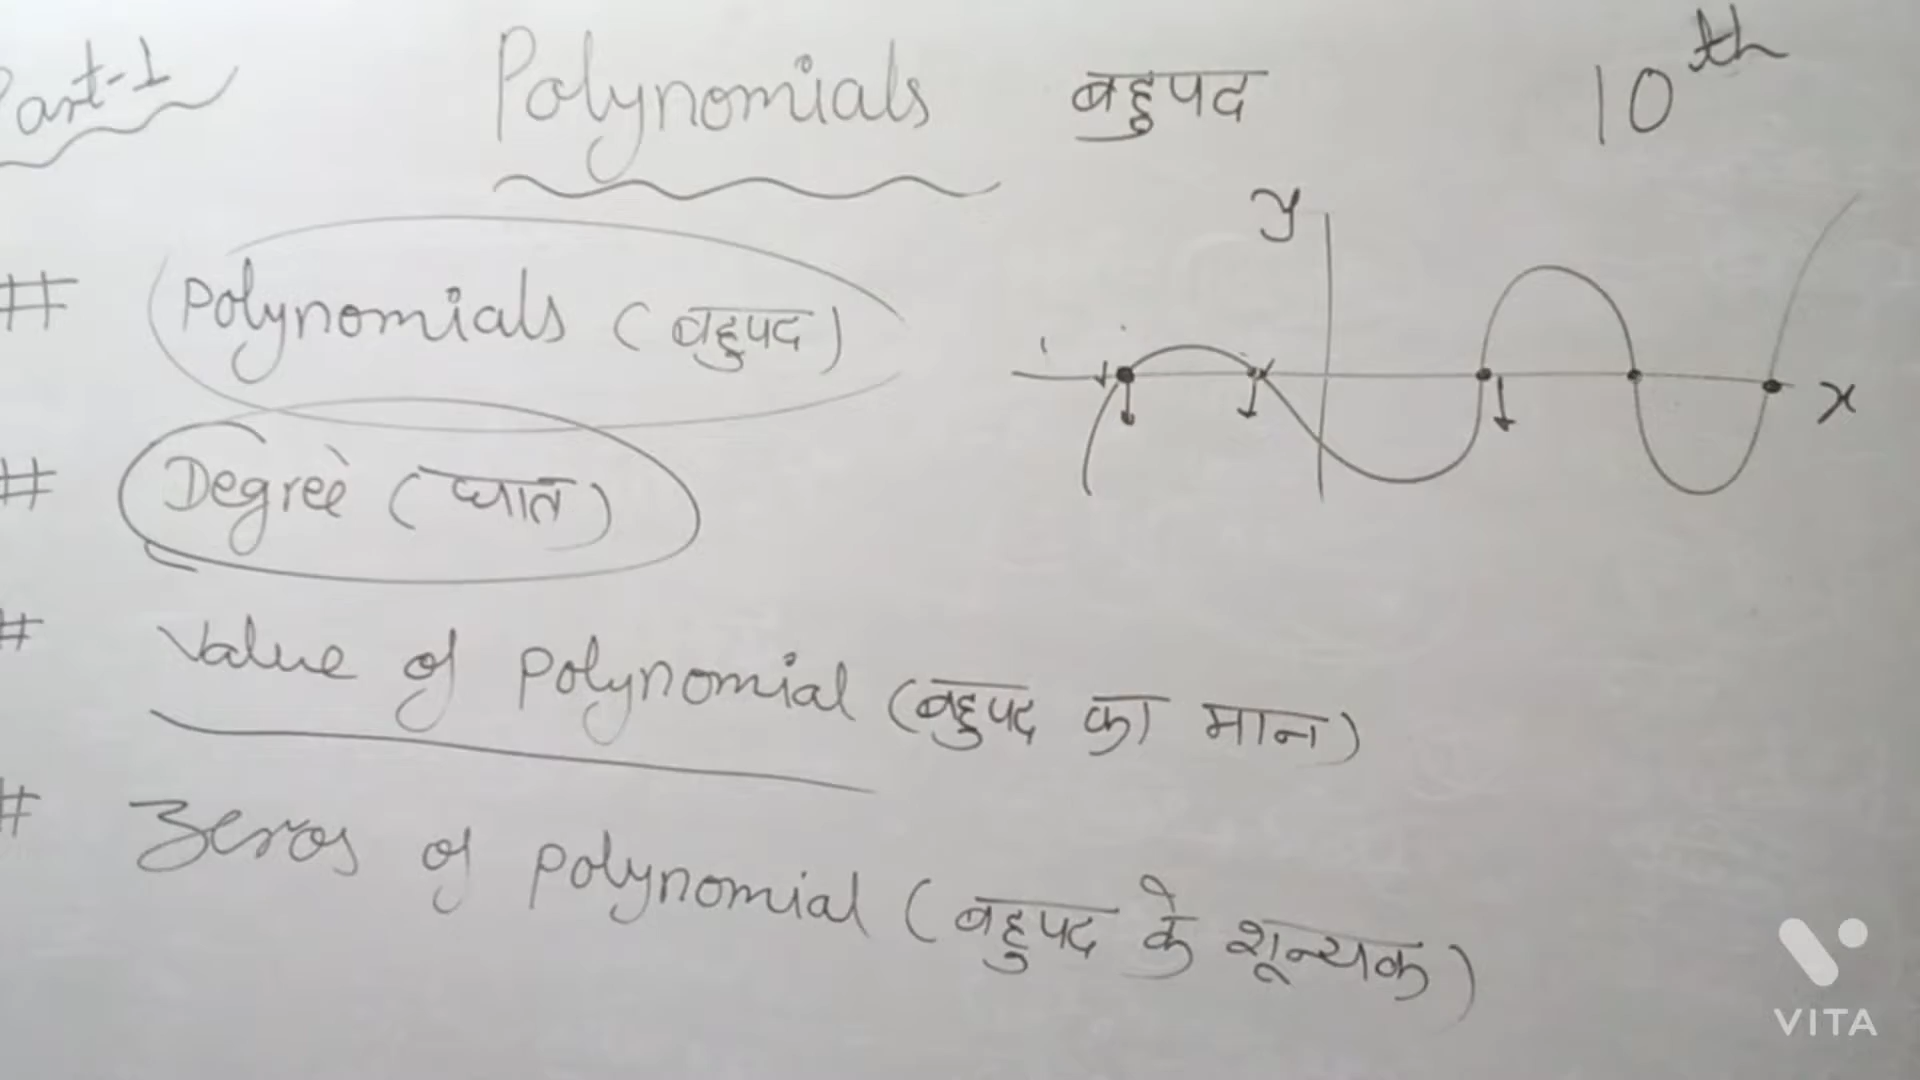 Part-1 Polynomials बहुपद 10th
# Polynomials (बहुपद)
# Degree (घात)
# Value of polynomial (बहुपद का मान)
# Zeros of polynomial (बहुपद के शून्यक)
y
x
VITA